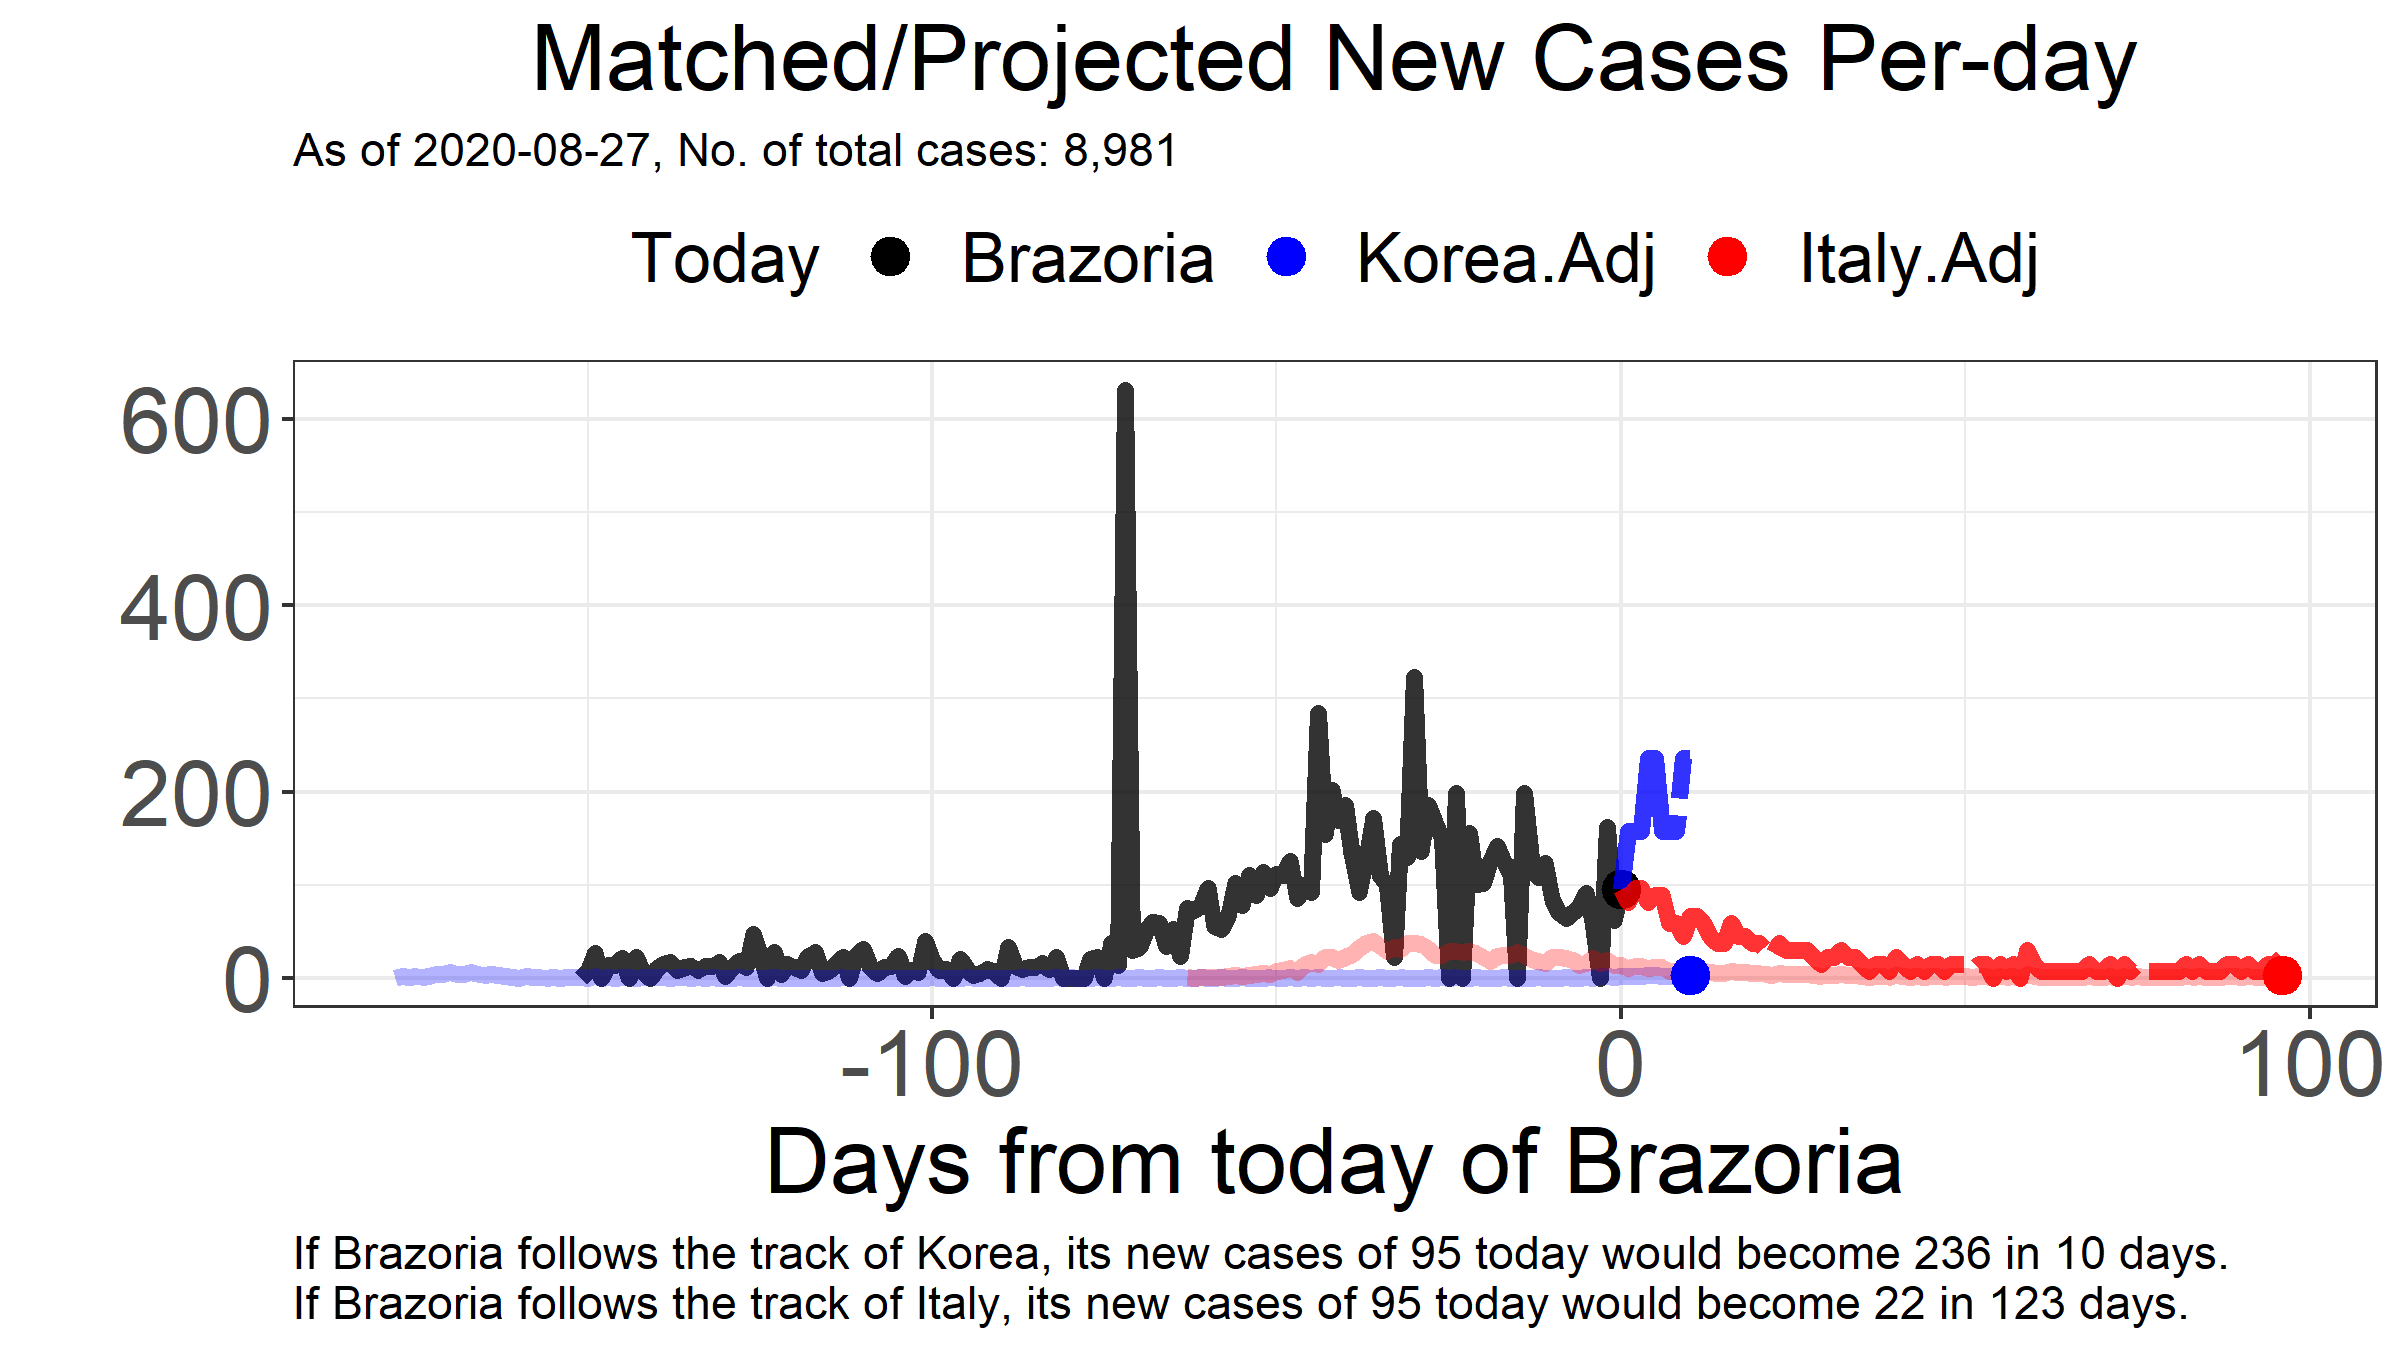 Matched/Projected New Cases Per-day
As of 2020-08-27, No. of total cases: 8,981
Today Brazoria Korea.Adj Italy.Adj
600
400
200
0
-100 0 100
Days from today of Brazoria
If Brazoria follows the track of Korea, its new cases of 95 today would become 236 in 10 days.
If Brazoria follows the track of Italy, its new cases of 95 today would become 22 in 123 days.